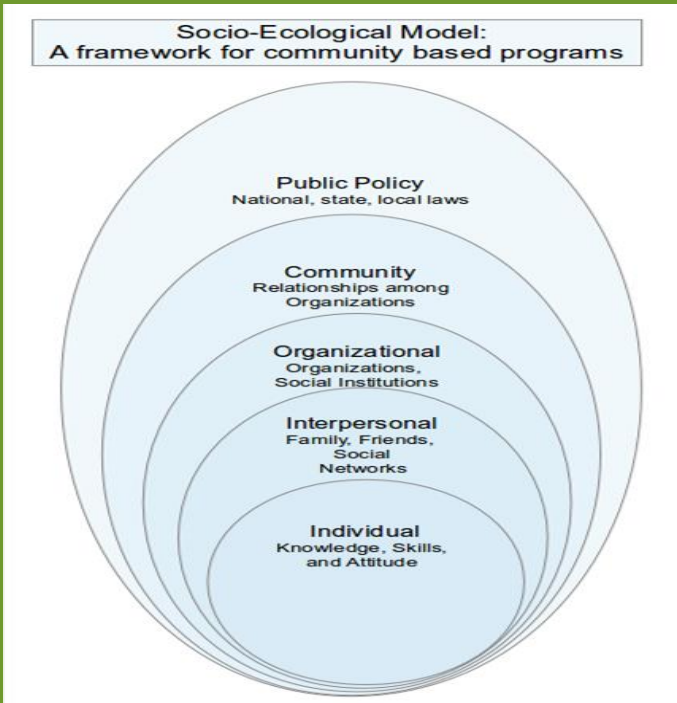 Socio-Ecological Model:
A framework for community based programs
Public Policy
National, state, local laws
Community
Relationships among
Organizations
Organizational
Organizations,
Social Institutions
Interpersonal
Family, Friends,
Social
Networks
Individual
Knowledge, Skills,
and Attitude